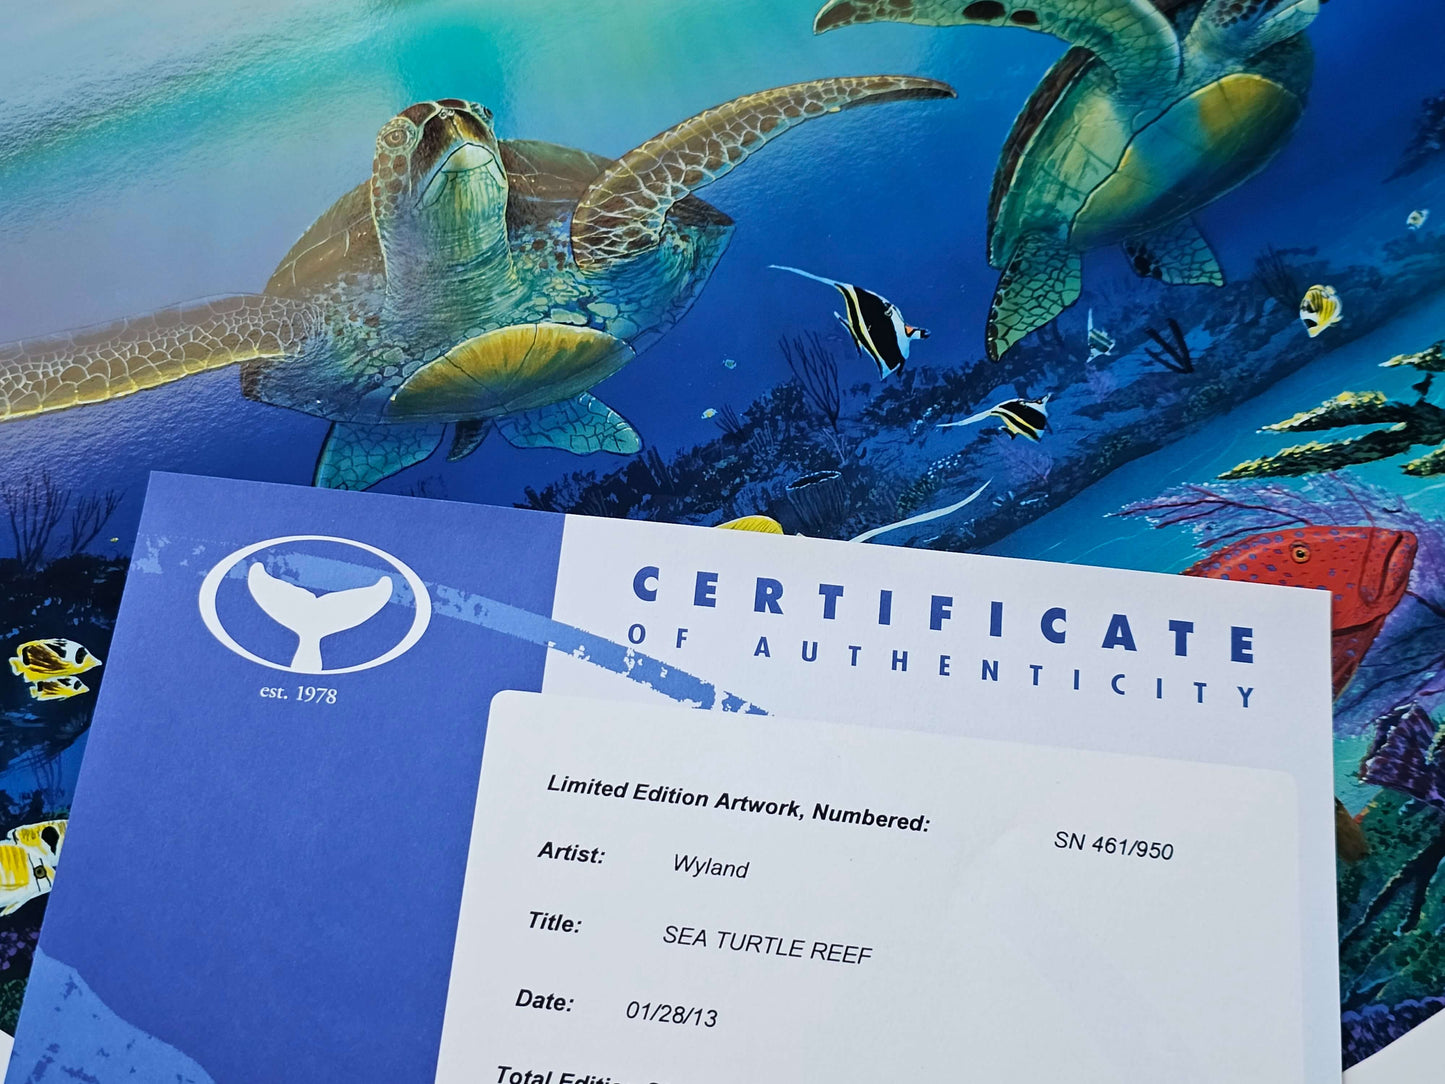 est. 1978
CERTIFICATE
OF AUTHENTICITY
Limited Edition Artwork, Numbered: SN 461/950
Artist: Wyland
Title: SEA TURTLE REEF
Date: 01/28/13
Total